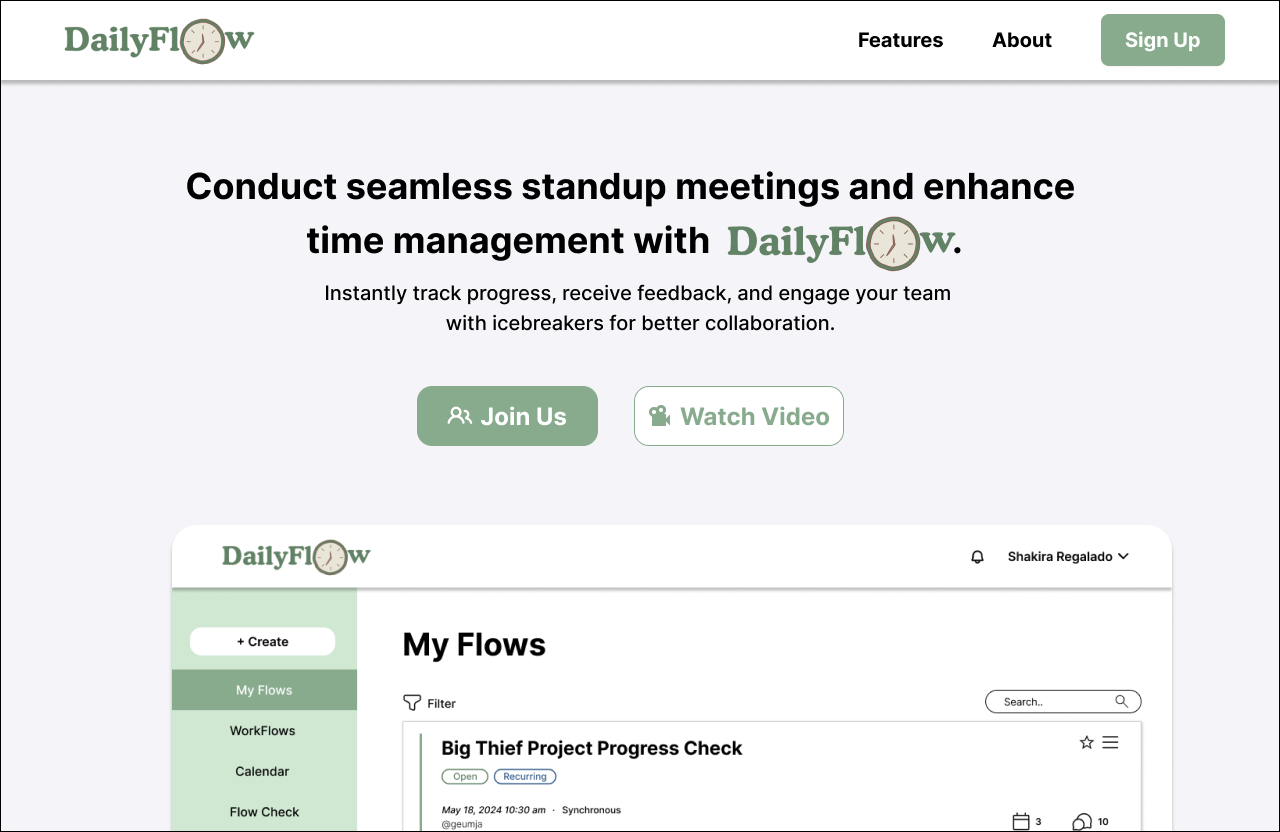 DailyFlow
Features
About
Sign Up
Conduct seamless standup meetings and enhance
time management with DailyFlow.
Instantly track progress, receive feedback, and engage your team
with icebreakers for better collaboration.
Join Us
Watch Video
DailyFlow
Shakira Regalado
+ Create
My Flows
WorkFlows
Calendar
Flow Check
My Flows
Filter
Search..
Big Thief Project Progress Check
Open
Recurring
May 18, 2024 10:30 am · Synchronous
@geumja
3
10